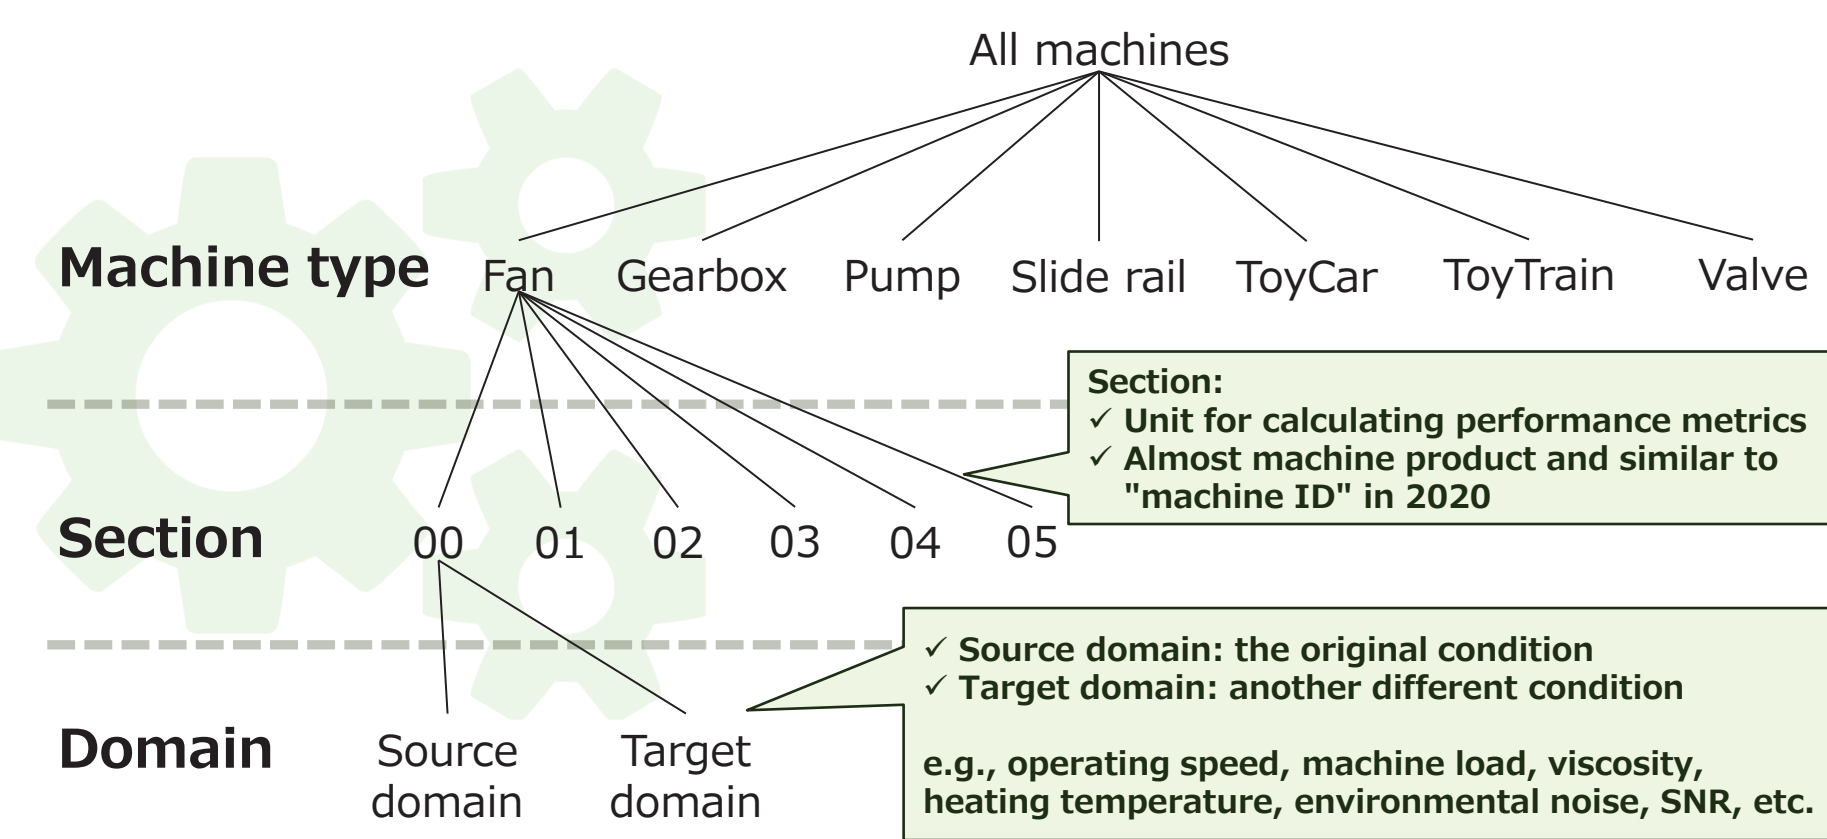 All machines
Machine type
Fan
Gearbox
Pump
Slide rail
ToyCar
ToyTrain
Valve
Section:
✓ Unit for calculating performance metrics
✓ Almost machine product and similar to
"machine ID" in 2020
Section
00
01
02
03
04
05
✓ Source domain: the original condition
✓ Target domain: another different condition
e.g., operating speed, machine load, viscosity,
heating temperature, environmental noise, SNR, etc.
Domain
Source
domain
Target
domain